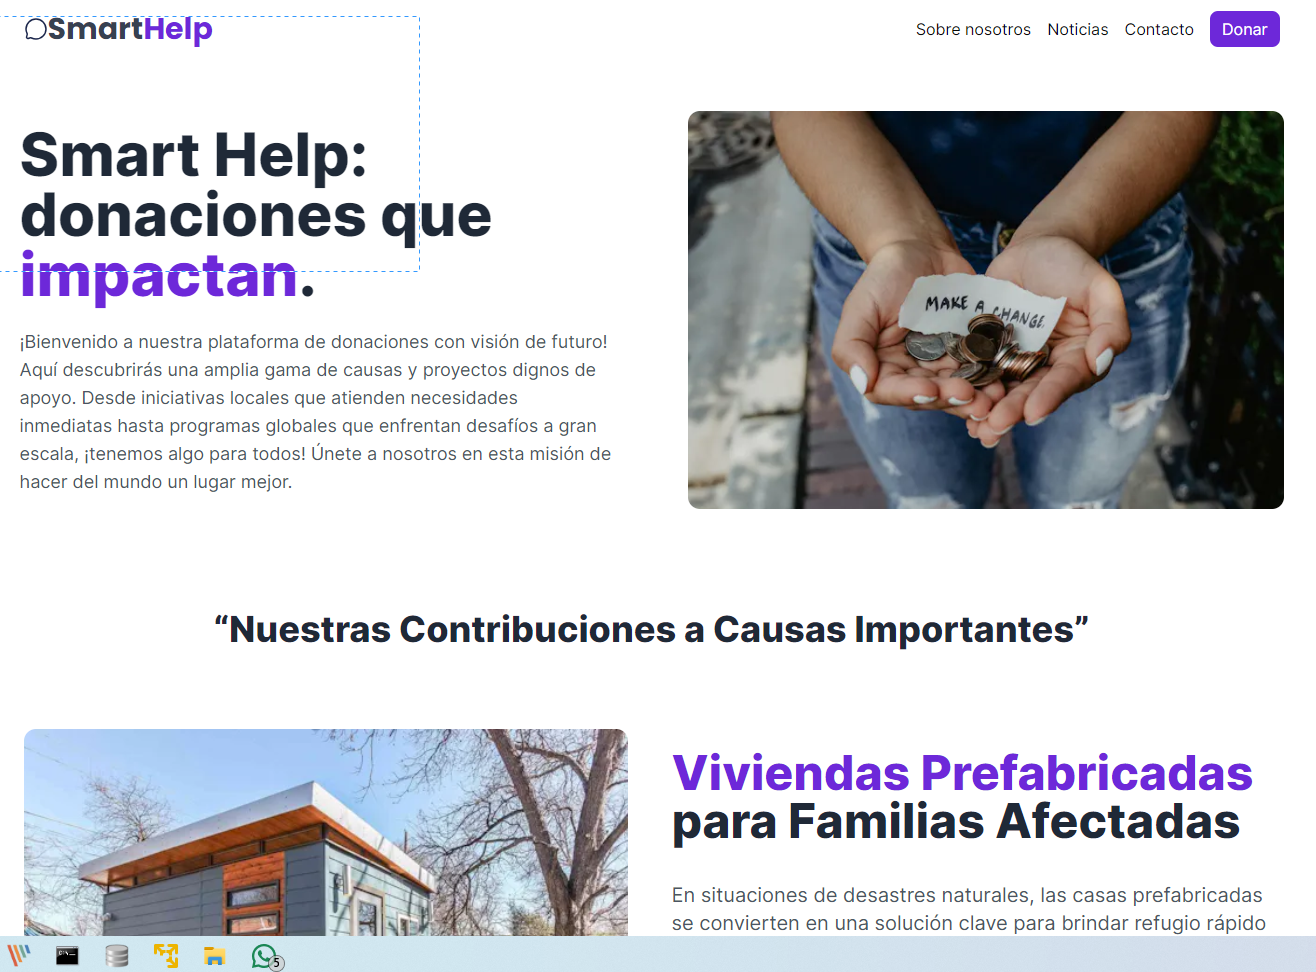 SmartHelp
Sobre nosotros
Noticias
Contacto
Donar
Smart Help:
donaciones que
impactan.
¡Bienvenido a nuestra plataforma de donaciones con visión de futuro!
Aquí descubrirás una amplia gama de causas y proyectos dignos de
apoyo. Desde iniciativas locales que atienden necesidades
inmediatas hasta programas globales que enfrentan desafíos a gran
escala, ¡tenemos algo para todos! Únete a nosotros en esta misión de
hacer del mundo un lugar mejor.
MAKE A CHANGE.
“Nuestras Contribuciones a Causas Importantes”
Viviendas Prefabricadas
para Familias Afectadas
En situaciones de desastres naturales, las casas prefabricadas
se convierten en una solución clave para brindar refugio rápido
5